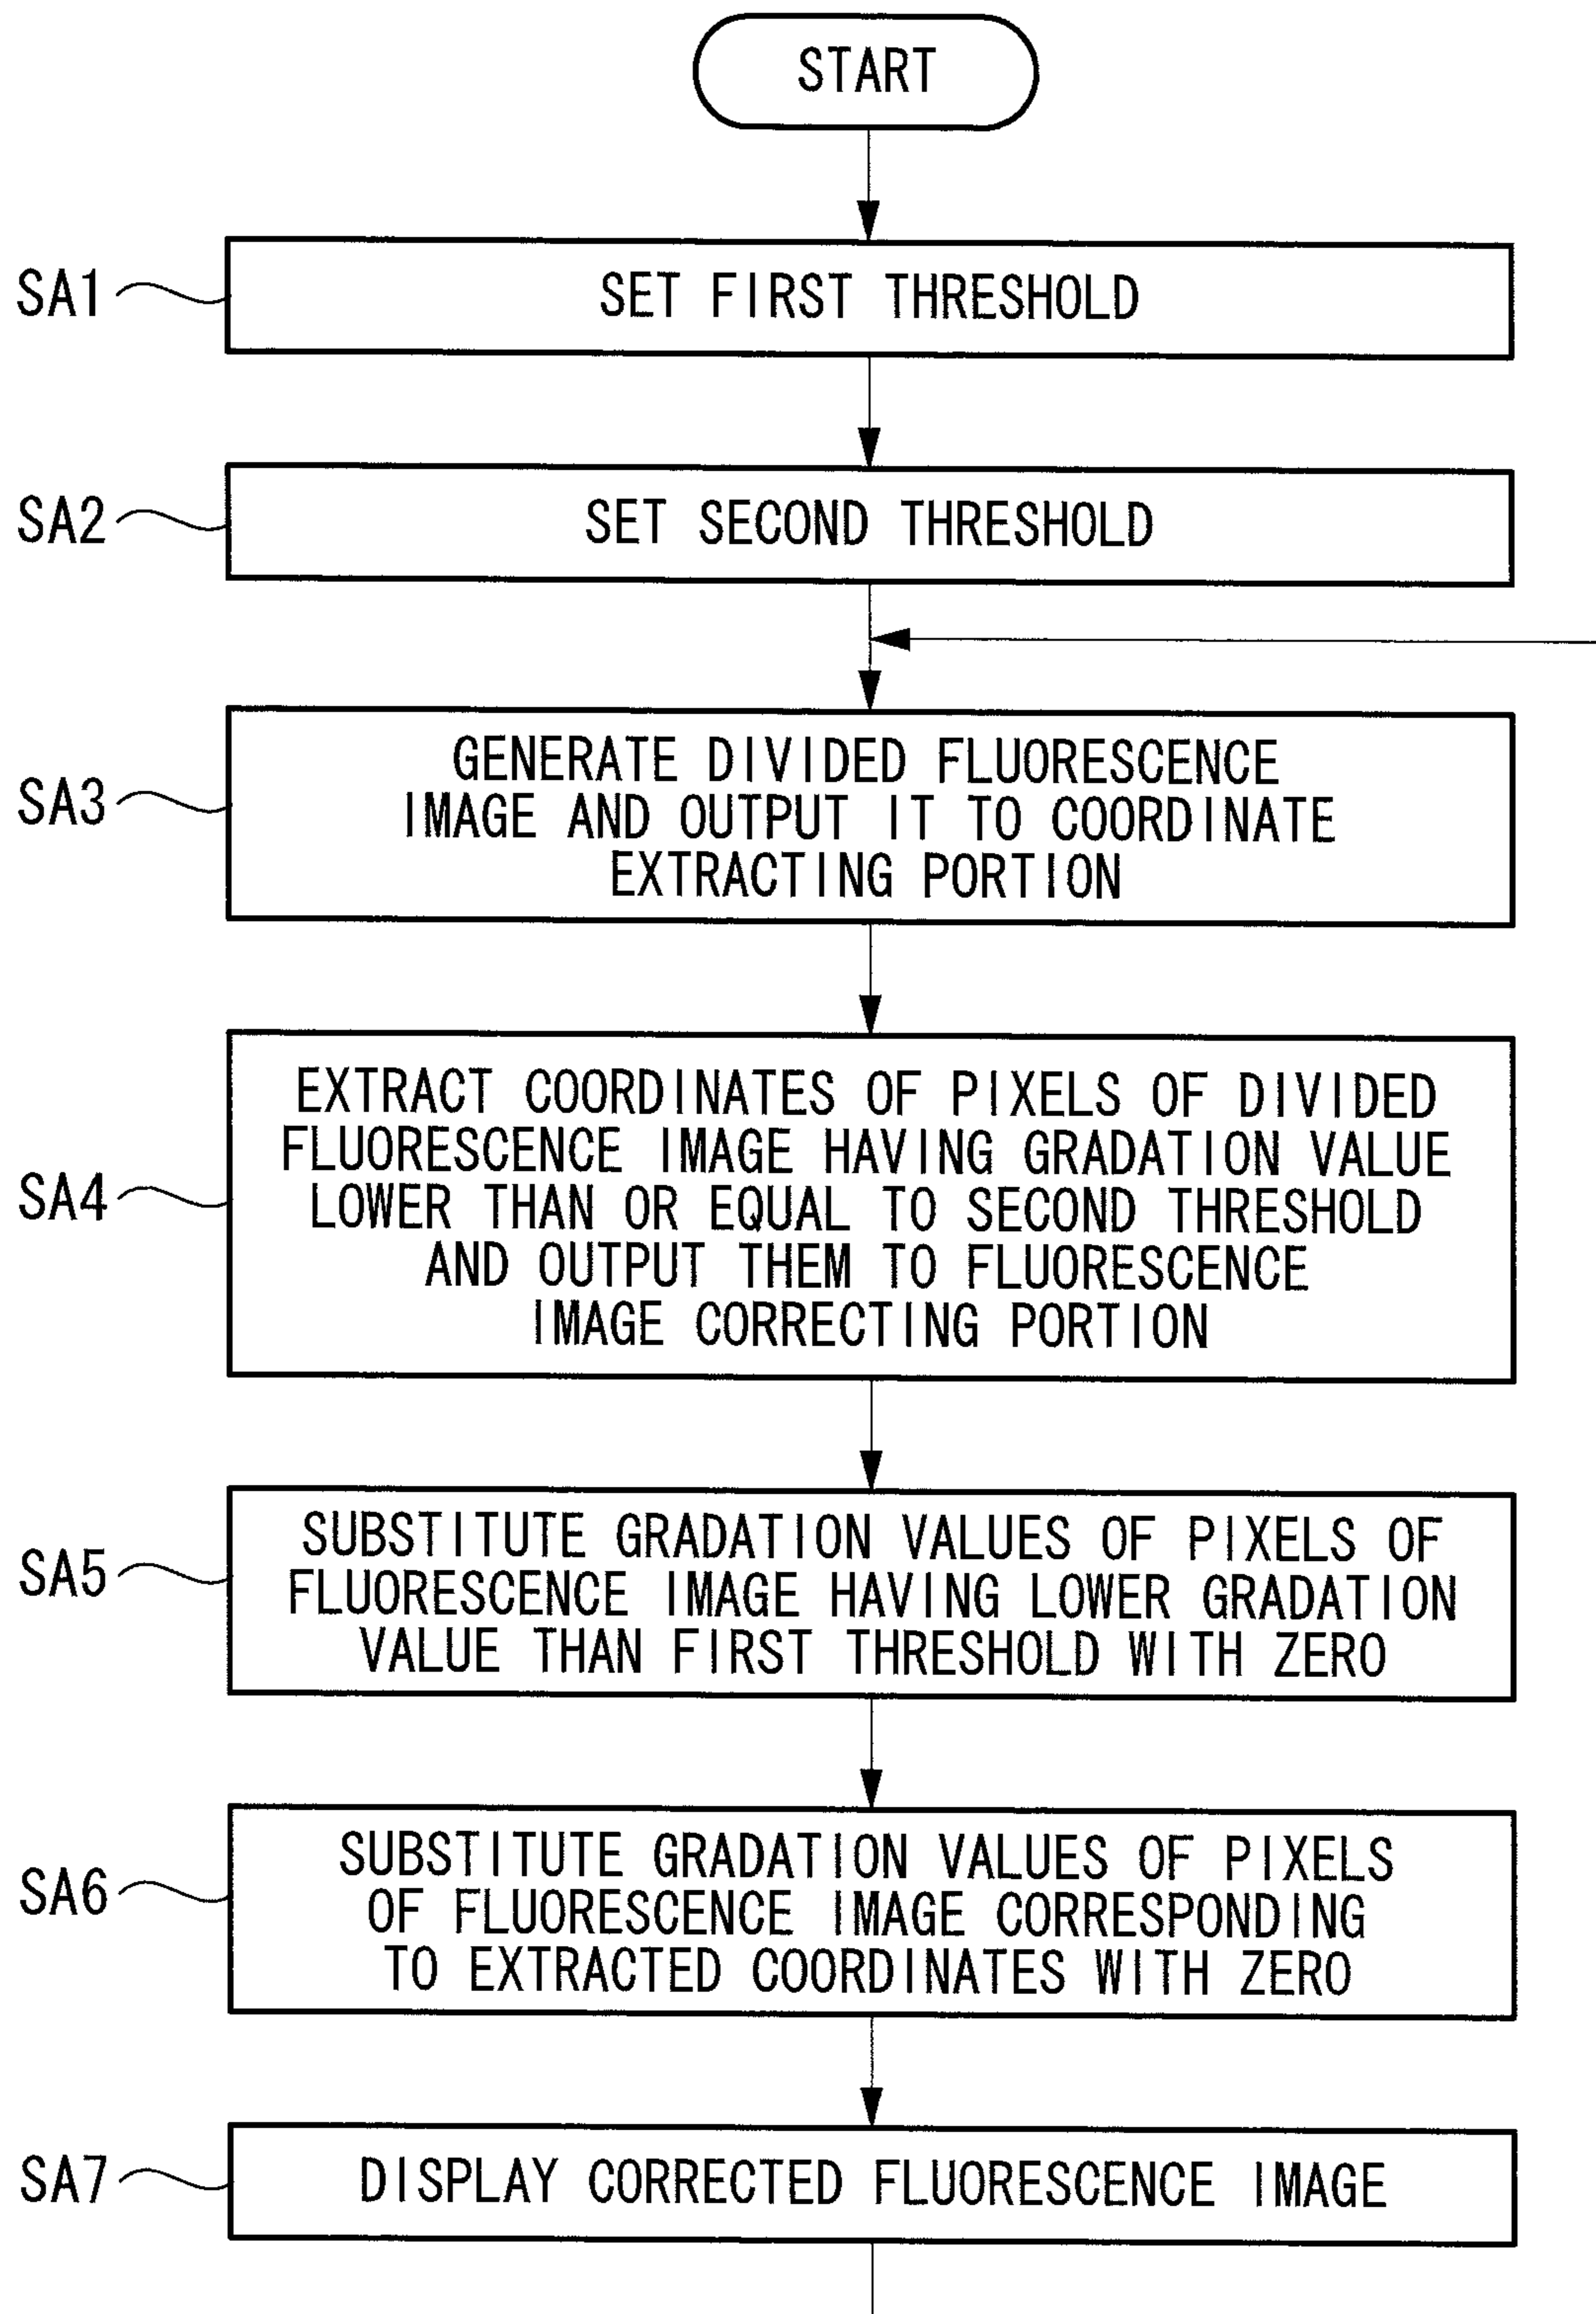 START
SA1
SET FIRST THRESHOLD
SA2
SET SECOND THRESHOLD
SA3
GENERATE DIVIDED FLUORESCENCE
IMAGE AND OUTPUT IT TO COORDINATE
EXTRACTING PORTION
SA4
EXTRACT COORDINATES OF PIXELS OF DIVIDED
FLUORESCENCE IMAGE HAVING GRADATION VALUE
LOWER THAN OR EQUAL TO SECOND THRESHOLD
AND OUTPUT THEM TO FLUORESCENCE
IMAGE CORRECTING PORTION
SA5
SUBSTITUTE GRADATION VALUES OF PIXELS OF
FLUORESCENCE IMAGE HAVING LOWER GRADATION
VALUE THAN FIRST THRESHOLD WITH ZERO
SA6
SUBSTITUTE GRADATION VALUES OF PIXELS
OF FLUORESCENCE IMAGE CORRESPONDING
TO EXTRACTED COORDINATES WITH ZERO
SA7
DISPLAY CORRECTED FLUORESCENCE IMAGE